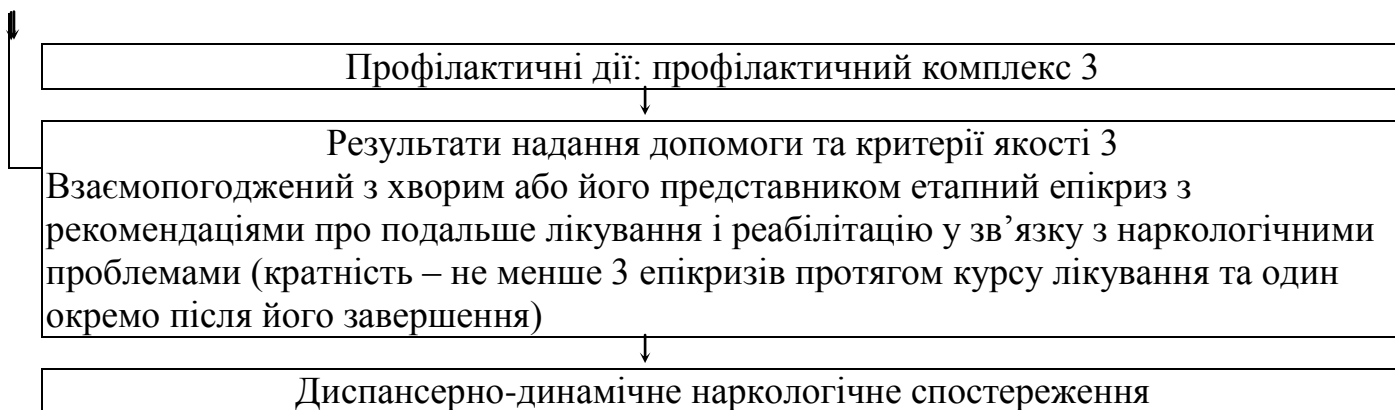 Профілактичні дії: профілактичний комплекс 3
Результати надання допомоги та критерії якості 3
Взаємопогоджений з хворим або його представником етапний епікриз з
рекомендаціями про подальше лікування і реабілітацію у зв’язку з наркологічними
проблемами (кратність – не менше 3 епікризів протягом курсу лікування та один
окремо після його завершення)
Диспансерно-динамічне наркологічне спостереження